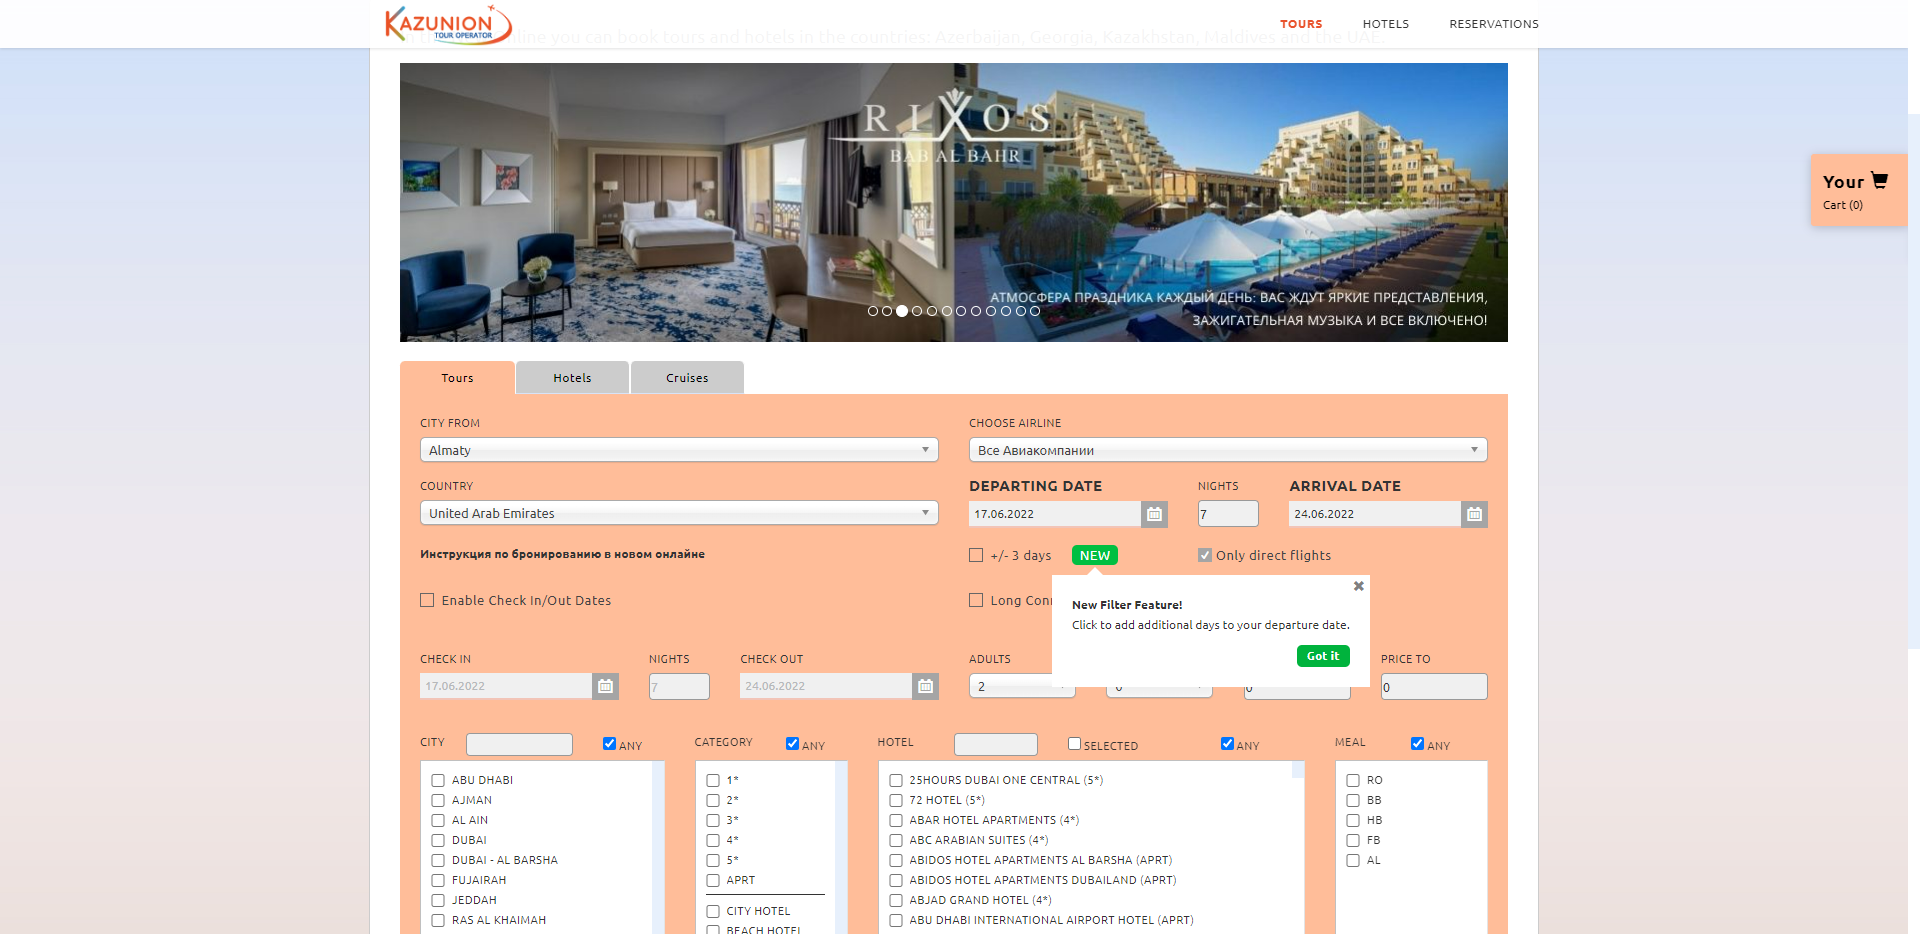 KAZUNION
TOUR OPERATOR
TOURS
HOTELS
RESERVATIONS
line you can book tours and hotels in the countries: Azerbaijan, Georgia, Kazakhstan, Maldives and the UAE.
RIXOS
BAB AL BAHR
АТМОСФЕРА ПРАЗДНИКА КАЖДЫЙ ДЕНЬ: ВАС ЖДУТ ЯРКИЕ ПРЕДСТАВЛЕНИЯ,
ЗАЖИГАТЕЛЬНАЯ МУЗЫКА И ВСЕ ВКЛЮЧЕНО!
Your
Cart (0)
Tours
Hotels
Cruises
CITY FROM
CHOOSE AIRLINE
Almaty
Все Авиакомпании
COUNTRY
DEPARTING DATE
NIGHTS
ARRIVAL DATE
United Arab Emirates
17.06.2022
7
24.06.2022
Инструкция по бронированию в новом онлайне
+/- 3 days
NEW
Only direct flights
Enable Check In/Out Dates
Long Con
New Filter Feature!
Click to add additional days to your departure date.
Got it
CHECK IN
NIGHTS
CHECK OUT
ADULTS
PRICE TO
17.06.2022
7
24.06.2022
2
0
0
0
CITY
ANY
CATEGORY
ANY
HOTEL
SELECTED
ANY
MEAL
ANY
ABU DHABI
AJMAN
AL AIN
DUBAI
DUBAI - AL BARSHA
FUJAIRAH
JEDDAH
RAS AL KHAIMAH
1*
2*
3*
4*
5*
APRT
CITY HOTEL
BEACH HOTEL
25HOURS DUBAI ONE CENTRAL (5*)
72 HOTEL (5*)
ABAR HOTEL APARTMENTS (4*)
ABC ARABIAN SUITES (4*)
ABIDOS HOTEL APARTMENTS AL BARSHA (APRT)
ABIDOS HOTEL APARTMENTS DUBAILAND (APRT)
ABJAD GRAND HOTEL (4*)
ABU DHABI INTERNATIONAL AIRPORT HOTEL (APRT)
RO
BB
HB
FB
AL